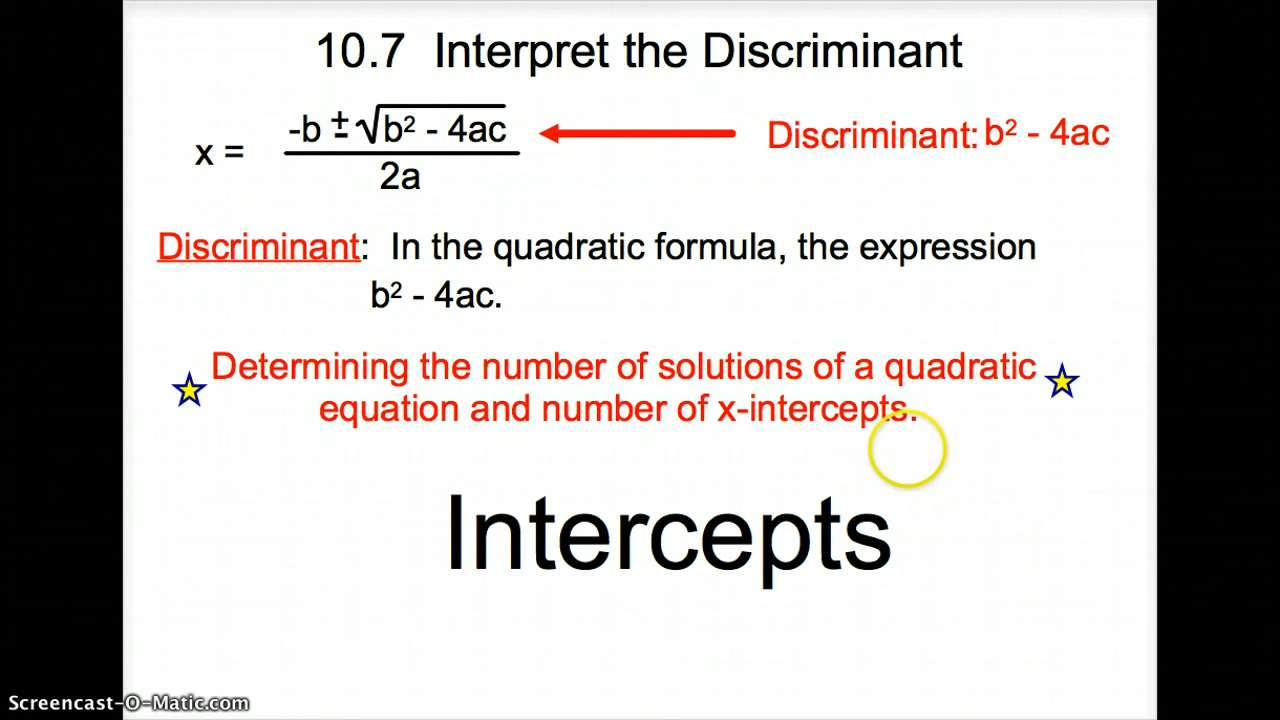 10.7 Interpret the Discriminant
x = -b ± √b² - 4ac
2a
Discriminant: b² - 4ac
Discriminant: In the quadratic formula, the expression
b² - 4ac.
Determining the number of solutions of a quadratic
equation and number of x-intercepts.
Intercepts
Screencast-O-Matic.com